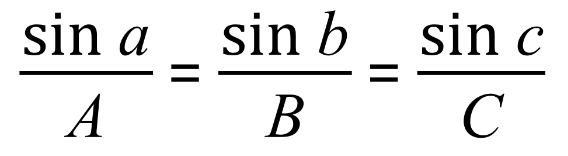 sin a / A = sin b / B = sin c / C